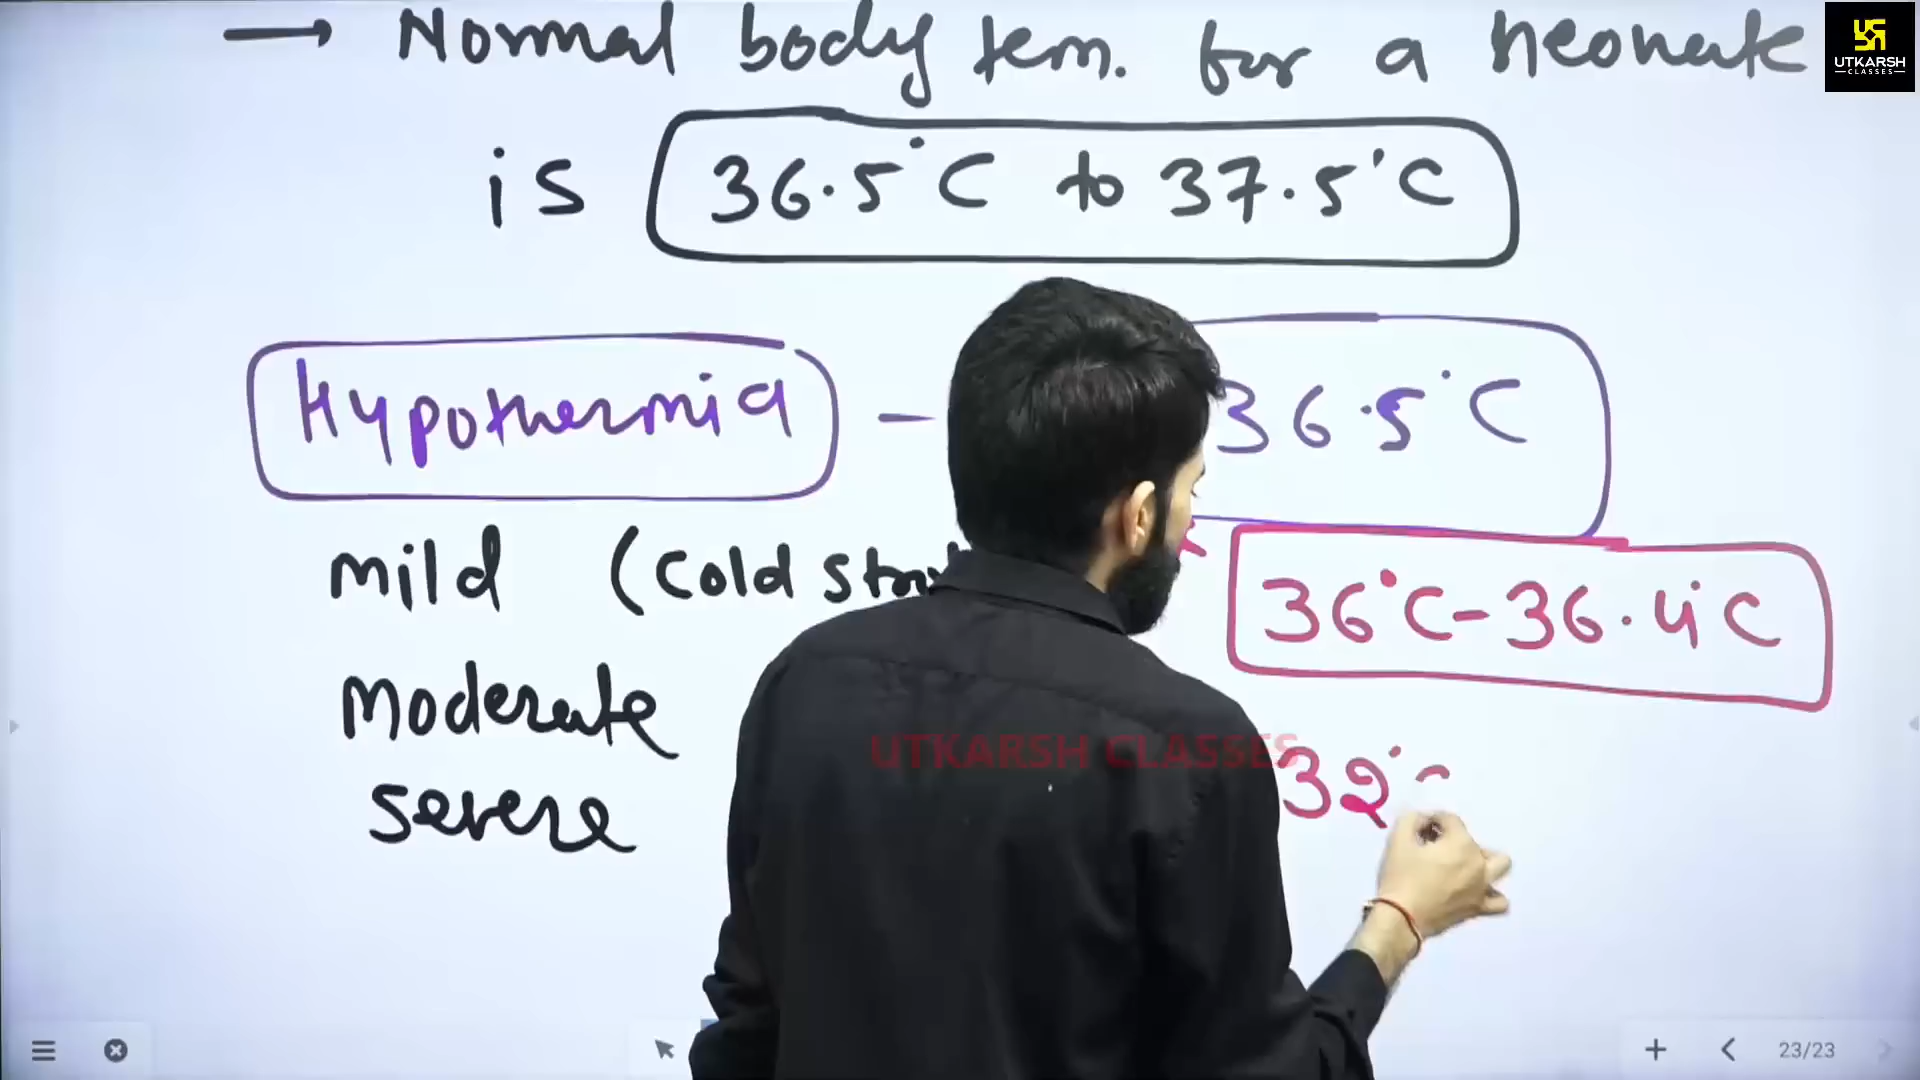 → Normal body tem. for a neonate
UTKARSH
CLASSES
is 36.5°C to 37.5°C
Hypothermia - 36.5°C
mild (cold 36°C - 36.4°C
Moderate 32°
UTKARSH CLASSES
severe
23/23